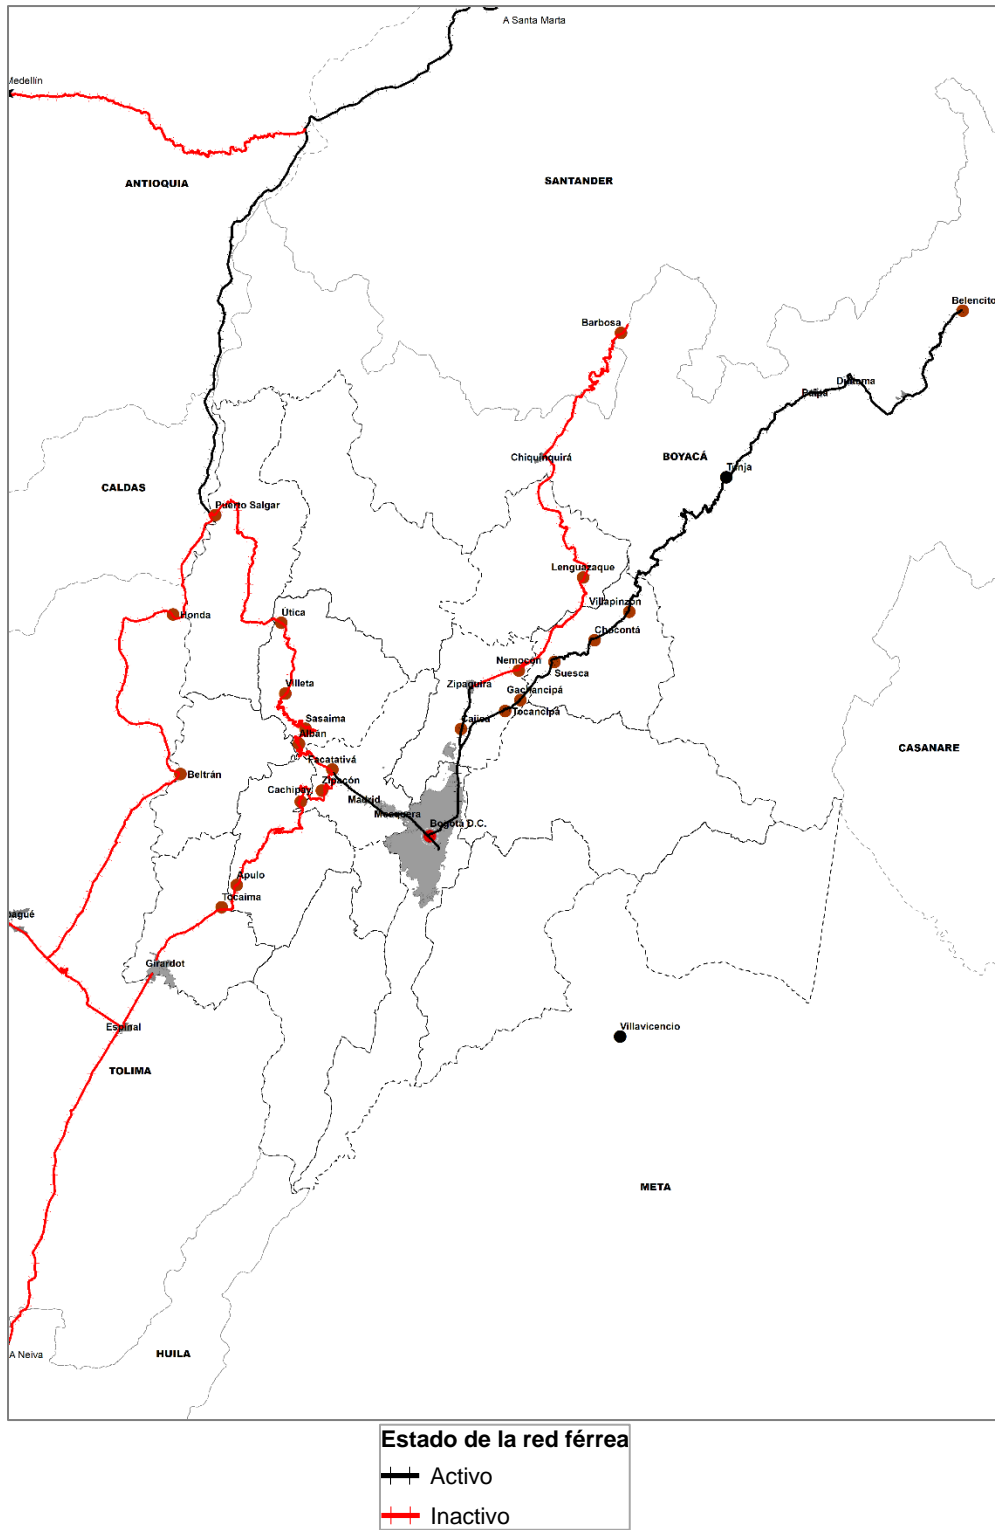 A Santa Marta
Medellín
ANTIOQUIA
SANTANDER
Belencito
Barbosa
Duitama
Paipa
Chiquinquirá
BOYACÁ
Tunja
CALDAS
Puerto Salgar
Lenguazaque
Villapinzón
Honda
Útica
Chocontá
Nemocón
Suesca
Zipaquirá
Villeta
Gachancipá
Tocancipá
Sasaima
Cajicá
Albán
CASANARE
Facatativá
Beltrán
Zipacón
Cachipay
Madrid
Mosquera
Bogotá D.C.
Apulo
Tocaima
bagué
Girardot
Espinal
Villavicencio
TOLIMA
META
A Neiva
HUILA
Estado de la red férrea
Activo
Inactivo